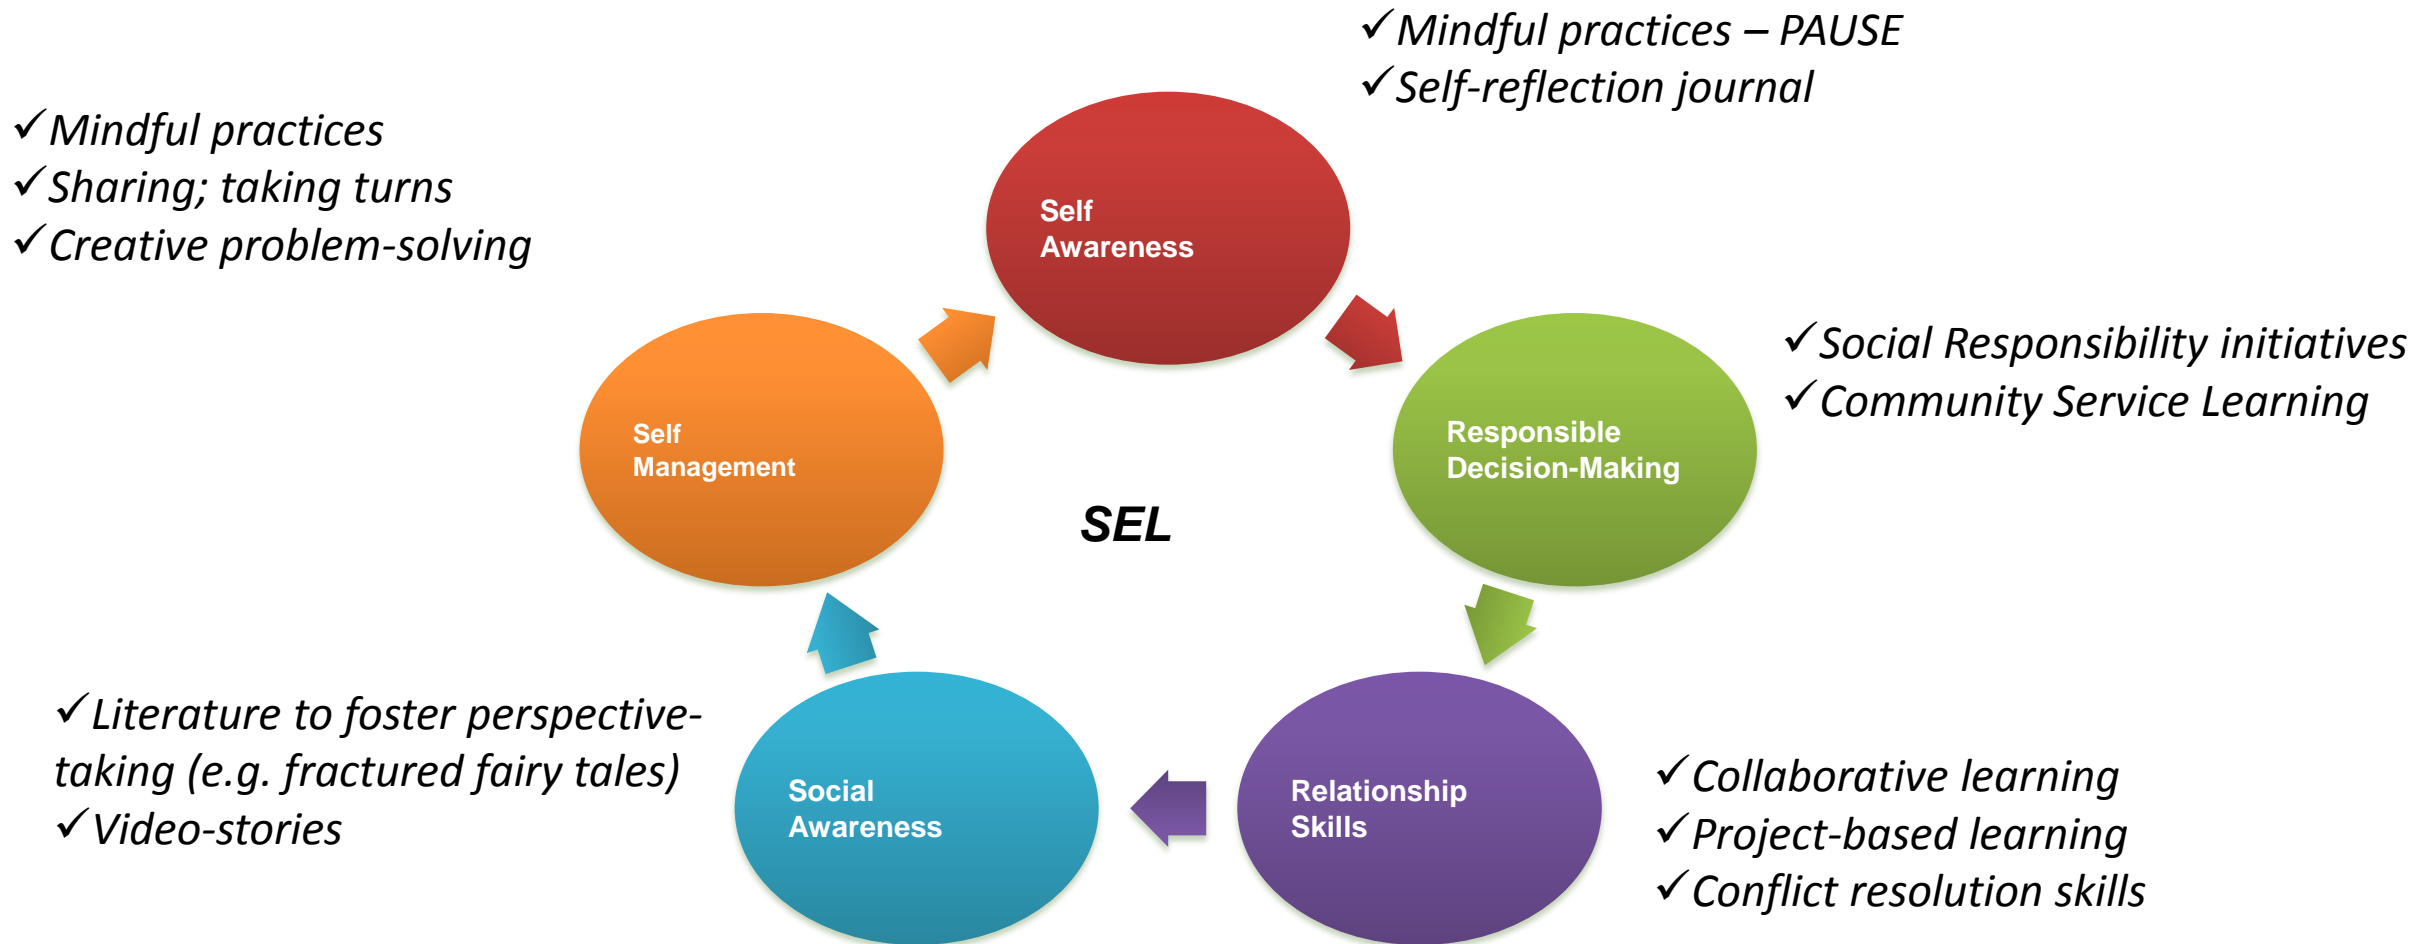 ✓Mindful practices – PAUSE
✓Self-reflection journal
✓Mindful practices
✓Sharing; taking turns
✓Creative problem-solving
Self
Awareness
Self
Management
Responsible
Decision-Making
✓Social Responsibility initiatives
✓Community Service Learning
SEL
✓Literature to foster perspective-
taking (e.g. fractured fairy tales)
✓Video-stories
Social
Awareness
Relationship
Skills
✓Collaborative learning
✓Project-based learning
✓Conflict resolution skills